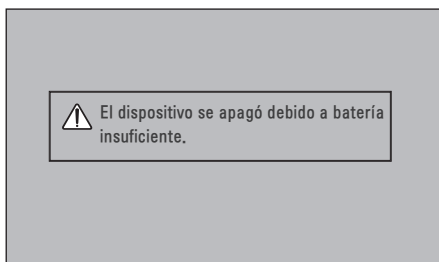 El dispositivo se apagó debido a batería
insuficiente.